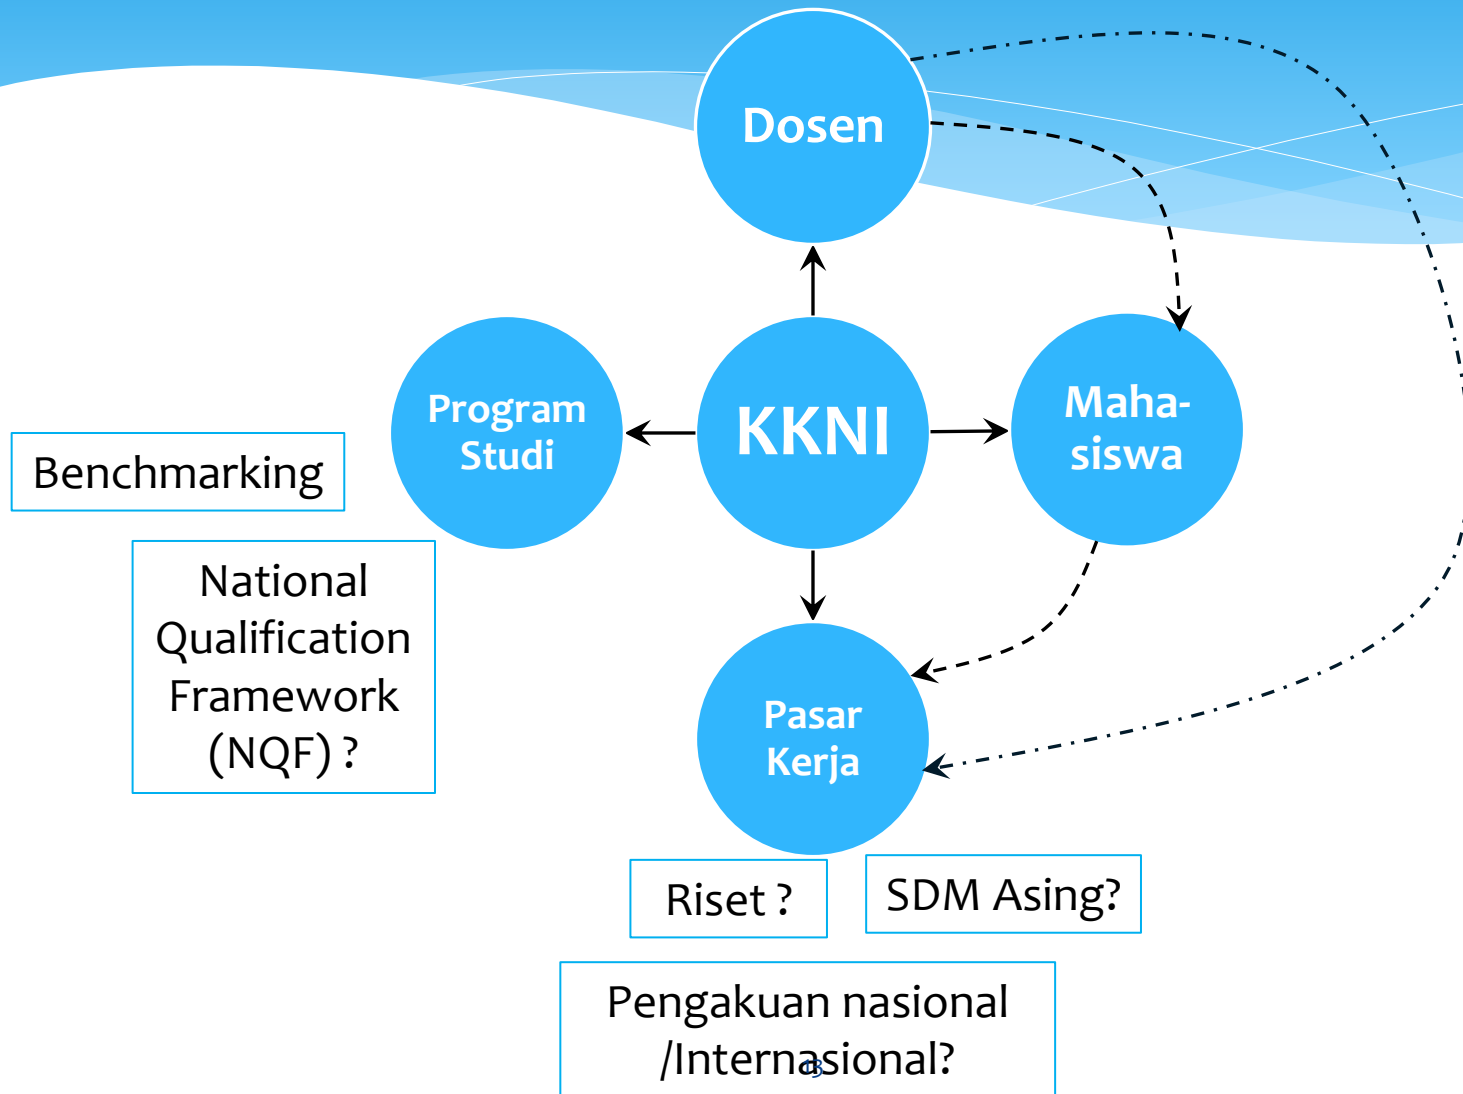 Dosen
Program
Studi
KKNI
Maha-
siswa
Benchmarking
National
Qualification
Framework
(NQF) ?
Pasar
Kerja
Riset ?
SDM Asing?
Pengakuan nasional
/Internasional?
13